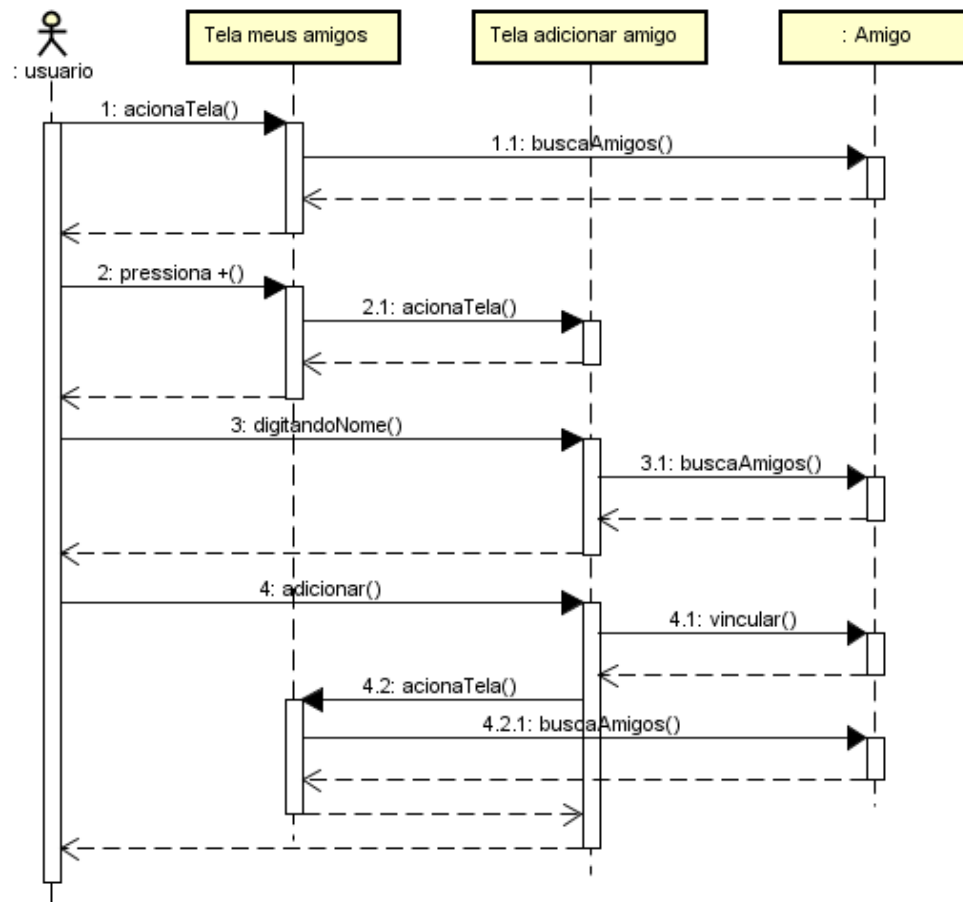 Tela meus amigos
Tela adicionar amigo
: Amigo
: usuario
1: acionaTela()
1.1: buscaAmigos()
2: pressiona +()
2.1: acionaTela()
3: digitandoNome()
3.1: buscaAmigos()
4: adicionar()
4.1: vincular()
4.2: acionaTela()
4.2.1: buscaAmigos()